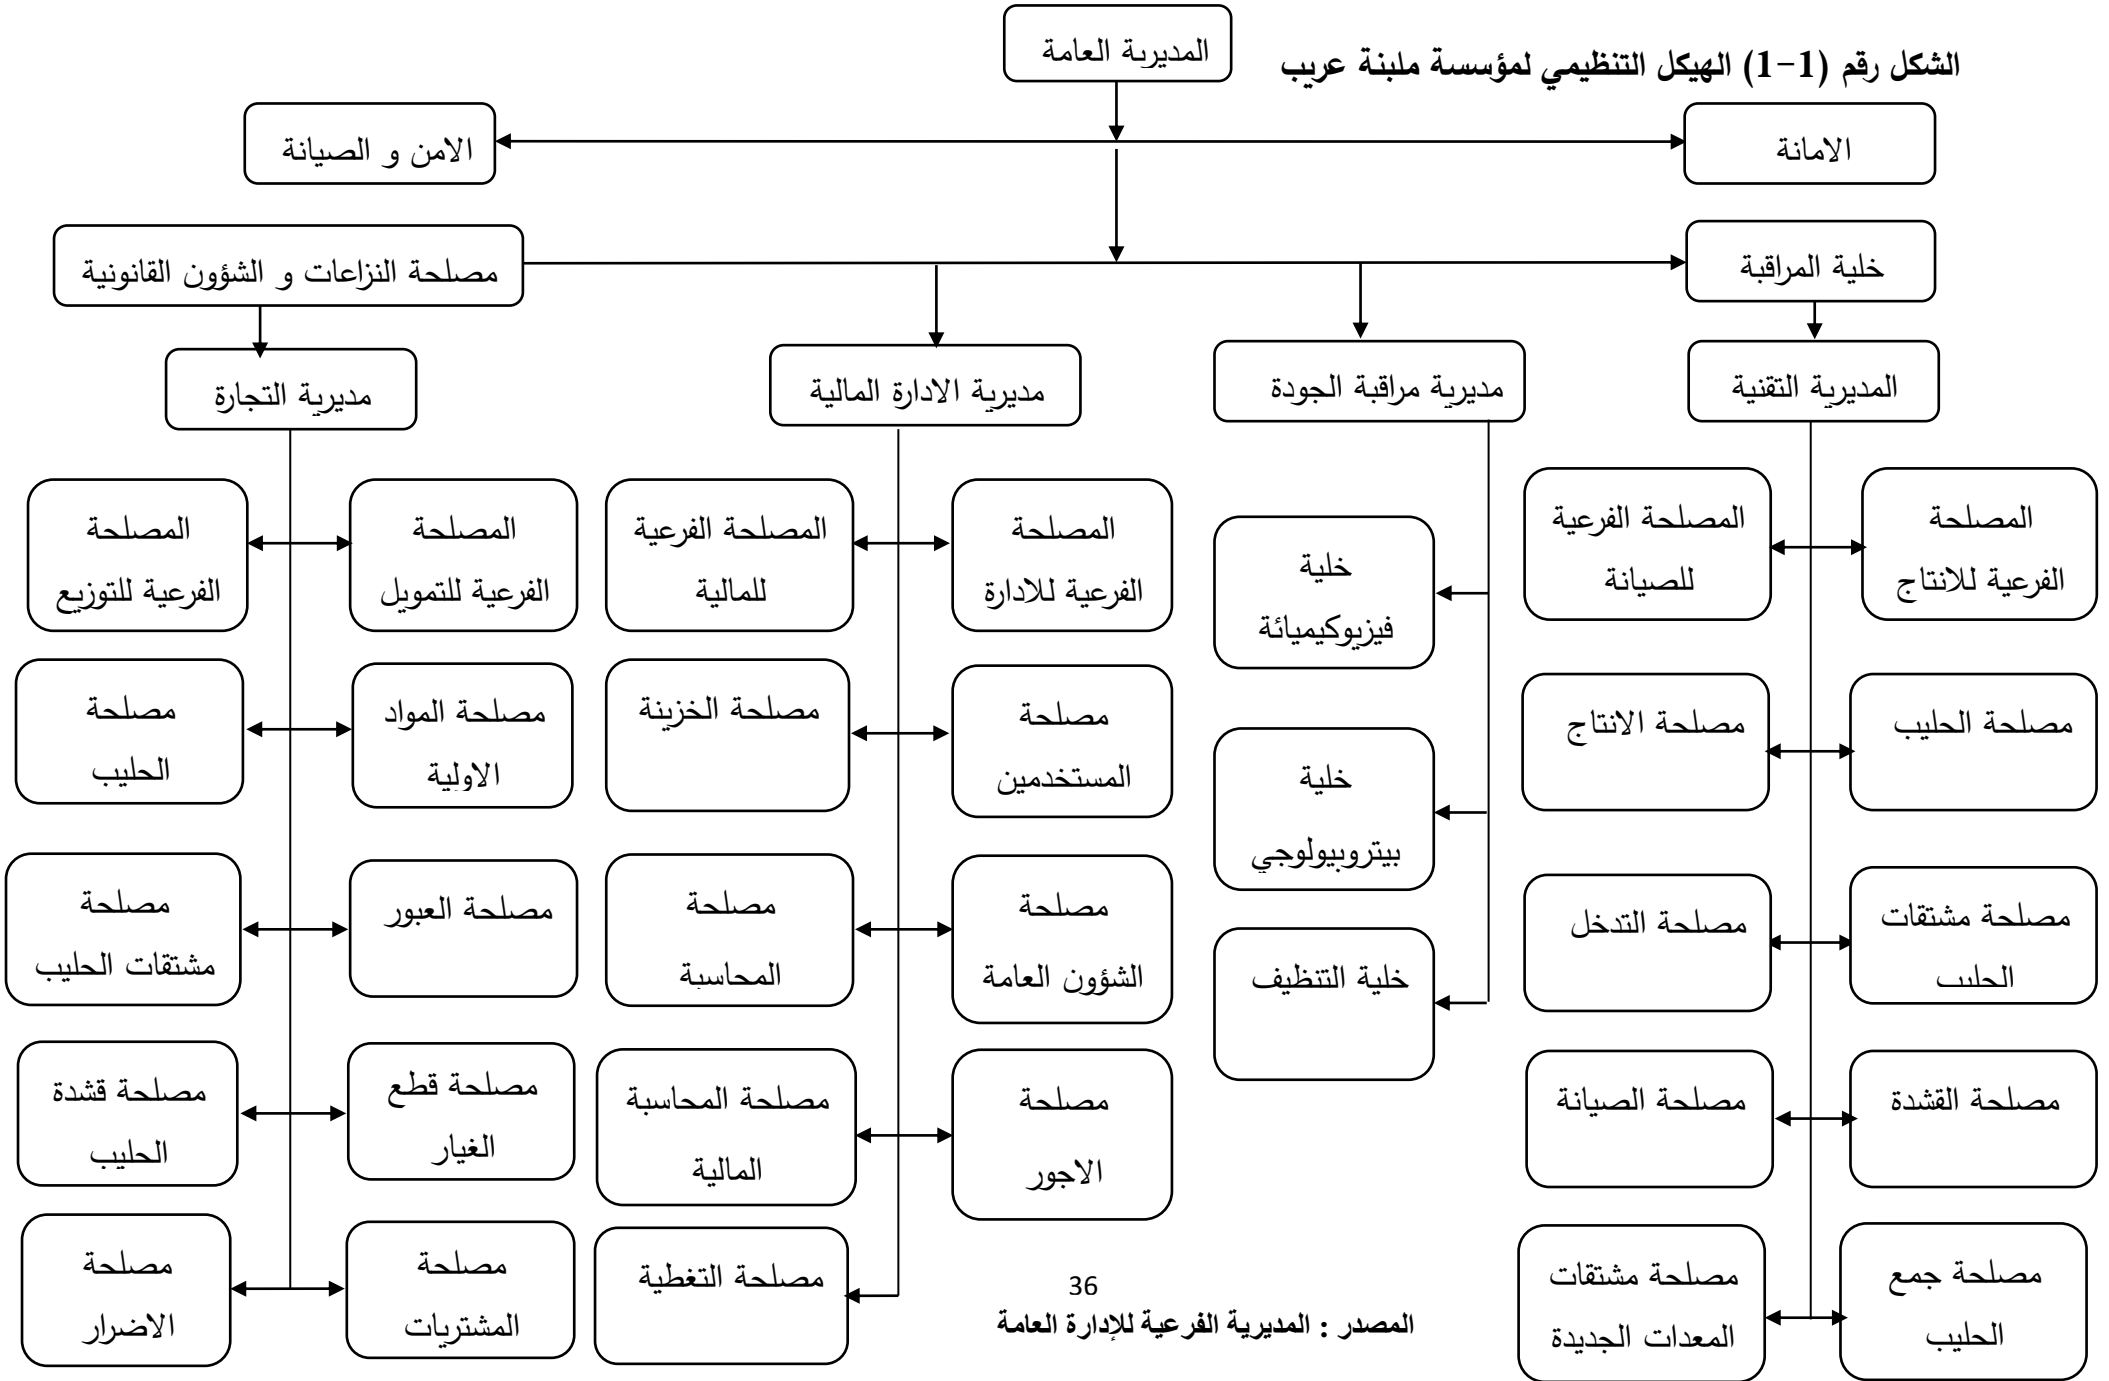 المديرية العامة
الشكل رقم (1-1) الهيكل التنظيمي لمؤسسة ملبنة عريب
الامانة
الامن و الصيانة
خلية المراقبة
مصلحة النزاعات و الشؤون القانونية
المديرية التقنية
مديرية مراقبة الجودة
مديرية الادارة المالية
مديرية التجارة
المصلحة
الفرعية للانتاج
المصلحة الفرعية
للصيانة
مصلحة الحليب
مصلحة الانتاج
مصلحة مشتقات
الحليب
مصلحة التدخل
مصلحة القشدة
مصلحة الصيانة
مصلحة جمع
الحليب
مصلحة مشتقات
المعدات الجديدة
خلية
فيزيوكيميائة
خلية
بيتروبيولوجي
خلية التنظيف
المصلحة
الفرعية للادارة
المصلحة الفرعية
للمالية
مصلحة
المستخدمين
مصلحة الخزينة
مصلحة
الشؤون العامة
مصلحة
المحاسبة
مصلحة
الاجور
مصلحة المحاسبة
المالية
مصلحة التغطية
المصلحة
الفرعية للتمويل
المصلحة
الفرعية للتوزيع
مصلحة المواد
الاولية
مصلحة
الحليب
مصلحة العبور
مصلحة
مشتقات الحليب
مصلحة قطع
الغيار
مصلحة قشدة
الحليب
مصلحة
المشتريات
مصلحة
الاضرار
36
المصدر : المديرية الفرعية للإدارة العامة